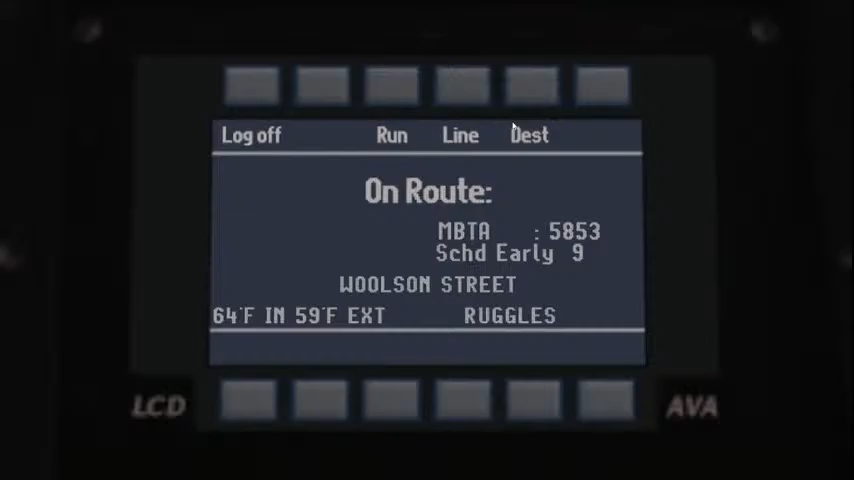 Log off Run Line Dest
On Route:
MBTA : 5853
Schd Early 9
WOOLSON STREET
64°F IN 59°F EXT RUGGLES
LCD AVA